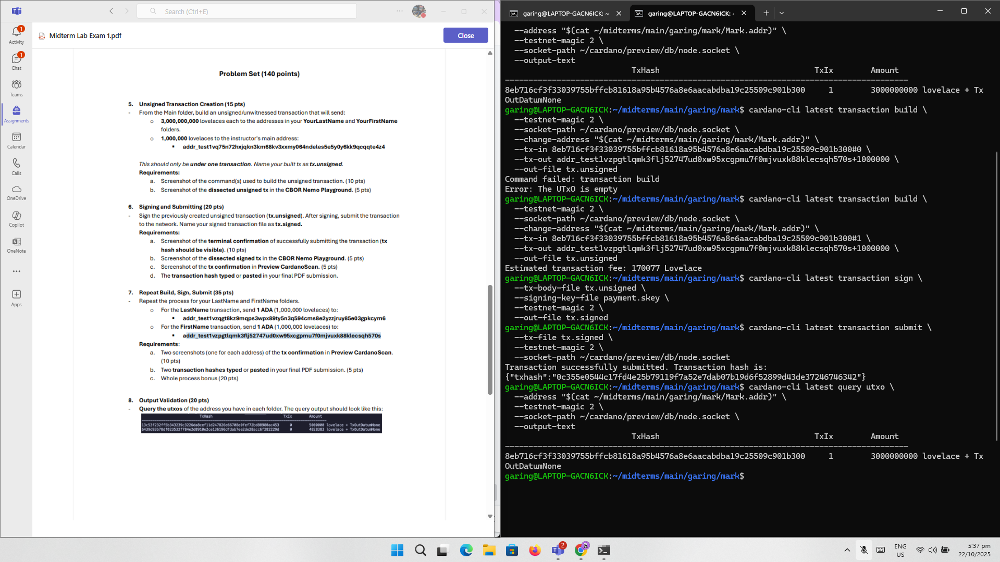 Search (Ctrl+E)
Activity
Chat
Teams
Assignments
Calendar
Calls
OneDrive
Copilot
OneNote
Apps
1
1
Midterm Lab Exam 1.pdf
Close
Problem Set (140 points)
5. Unsigned Transaction Creation (15 pts)
- From the Main folder, build an unsigned/unwitnessed transaction that will send:
o 3,000,000,000 lovelaces each to the addresses in your YourLastName and YourFirstName
folders.
o 1,000,000 lovelaces to the instructor's main address:
▪ addr_test1vq75n72hxjqkn3km68kv3xxmy064ndeles5e5y0y6kk9qcqqte4z4
This should only be under one transaction. Name your built tx as tx.unsigned.
Requirements:
a. Screenshot of the command(s) used to build the unsigned transaction. (10 pts)
b. Screenshot of the dissected unsigned tx in the CBOR Nemo Playground. (5 pts)
6. Signing and Submitting (20 pts)
- Sign the previously created unsigned transaction (tx.unsigned). After signing, submit the transaction
to the network. Name your signed transaction file as tx.signed.
Requirements:
a. Screenshot of the terminal confirmation of successfully submitting the transaction (tx
hash should be visible). (10 pts)
b. Screenshot of the dissected signed tx in the CBOR Nemo Playground. (5 pts)
c. Screenshot of the tx confirmation in Preview CardanoScan. (5 pts)
d. The transaction hash typed or pasted in your final PDF submission.
7. Repeat Build, Sign, Submit (35 pts)
- Repeat the process for your LastName and FirstName folders.
o For the LastName transaction, send 1 ADA (1,000,000 lovelaces) to:
▪ addr_test1vzqgt8kz9mqps3wpx89ty5n3q594cms8e2yzzjruy85e03gpkcym6
o For the FirstName transaction, send 1 ADA (1,000,000 lovelaces) to:
▪ addr_test1vzpgtlqmk3flj52747ud0xw95xcgpmu7f0mjvuxk88klecsqh570s
Requirements:
a. Two screenshots (one for each address) of the tx confirmation in Preview CardanoScan.
(10 pts)
b. Two transaction hashes typed or pasted in your final PDF submission. (5 pts)
c. Whole process bonus (20 pts)
8. Output Validation (20 pts)
- Query the utxos of the address you have in each folder. The query output should look like this:
TxHash TxIx Amount
13c53f232ff5b343239c3226da8cef11d247826e66708e0fef72bd88980ac453 0 5000000 lovelace + TxOutDatumNone
6439d93b78df023532f784e2d8910e2ce136196dfdab7ee2de28acc6f282229d 0 4828383 lovelace + TxOutDatumNone
garing@LAPTOP-GACN6ICK: ~
garing@LAPTOP-GACN6ICK: ~
--address "$(cat ~/midterms/main/garing/mark/Mark.addr)" \
--testnet-magic 2 \
--socket-path ~/cardano/preview/db/node.socket \
--output-text
TxHash TxIx Amount
--------------------------------------------------------------------------------------
8eb716cf3f33039755bffcb81618a95b4576a8e6aacabdba19c25509c901b300 1 3000000000 lovelace + Tx
OutDatumNone
garing@LAPTOP-GACN6ICK:~/midterms/main/garing/mark$ cardano-cli latest transaction build \
--testnet-magic 2 \
--socket-path ~/cardano/preview/db/node.socket \
--change-address "$(cat ~/midterms/main/garing/mark/Mark.addr)" \
--tx-in 8eb716cf3f33039755bffcb81618a95b4576a8e6aacabdba19c25509c901b300#0 \
--tx-out addr_test1vzpgtlqmk3flj52747ud0xw95xcgpmu7f0mjvuxk88klecsqh570s+1000000 \
--out-file tx.unsigned
Command failed: transaction build
Error: The UTxO is empty
garing@LAPTOP-GACN6ICK:~/midterms/main/garing/mark$ cardano-cli latest transaction build \
--testnet-magic 2 \
--socket-path ~/cardano/preview/db/node.socket \
--change-address "$(cat ~/midterms/main/garing/mark/Mark.addr)" \
--tx-in 8eb716cf3f33039755bffcb81618a95b4576a8e6aacabdba19c25509c901b300#1 \
--tx-out addr_test1vzpgtlqmk3flj52747ud0xw95xcgpmu7f0mjvuxk88klecsqh570s+1000000 \
--out-file tx.unsigned
Estimated transaction fee: 170077 Lovelace
garing@LAPTOP-GACN6ICK:~/midterms/main/garing/mark$ cardano-cli latest transaction sign \
--tx-body-file tx.unsigned \
--signing-key-file payment.skey \
--testnet-magic 2 \
--out-file tx.signed
garing@LAPTOP-GACN6ICK:~/midterms/main/garing/mark$ cardano-cli latest transaction submit \
--tx-file tx.signed \
--testnet-magic 2 \
--socket-path ~/cardano/preview/db/node.socket
Transaction successfully submitted. Transaction hash is:
{"txhash":"0c355e0544c17fd4e25b79119f7a52e7dab07b19d6f52899d43de37246746342"}
garing@LAPTOP-GACN6ICK:~/midterms/main/garing/mark$ cardano-cli latest query utxo \
--address "$(cat ~/midterms/main/garing/mark/Mark.addr)" \
--testnet-magic 2 \
--socket-path ~/cardano/preview/db/node.socket \
--output-text
TxHash TxIx Amount
--------------------------------------------------------------------------------------
8eb716cf3f33039755bffcb81618a95b4576a8e6aacabdba19c25509c901b300 1 3000000000 lovelace + Tx
OutDatumNone
garing@LAPTOP-GACN6ICK:~/midterms/main/garing/mark$
2
ENG
US
5:37 pm
22/10/2025